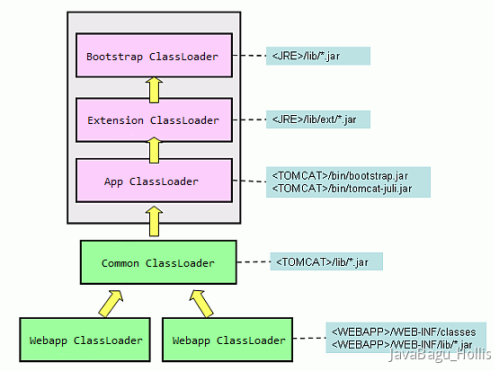 Bootstrap ClassLoader
<JRE>/lib/*.jar
Extension ClassLoader
<JRE>/lib/ext/*.jar
App ClassLoader
<TOMCAT>/bin/bootstrap.jar
<TOMCAT>/bin/tomcat-juli.jar
Common ClassLoader
<TOMCAT>/lib/*.jar
Webapp ClassLoader
Webapp ClassLoader
<WEBAPP>/WEB-INF/classes
<WEBAPP>/WEB-INF/lib/*.jar
JavaBagu_Hollis